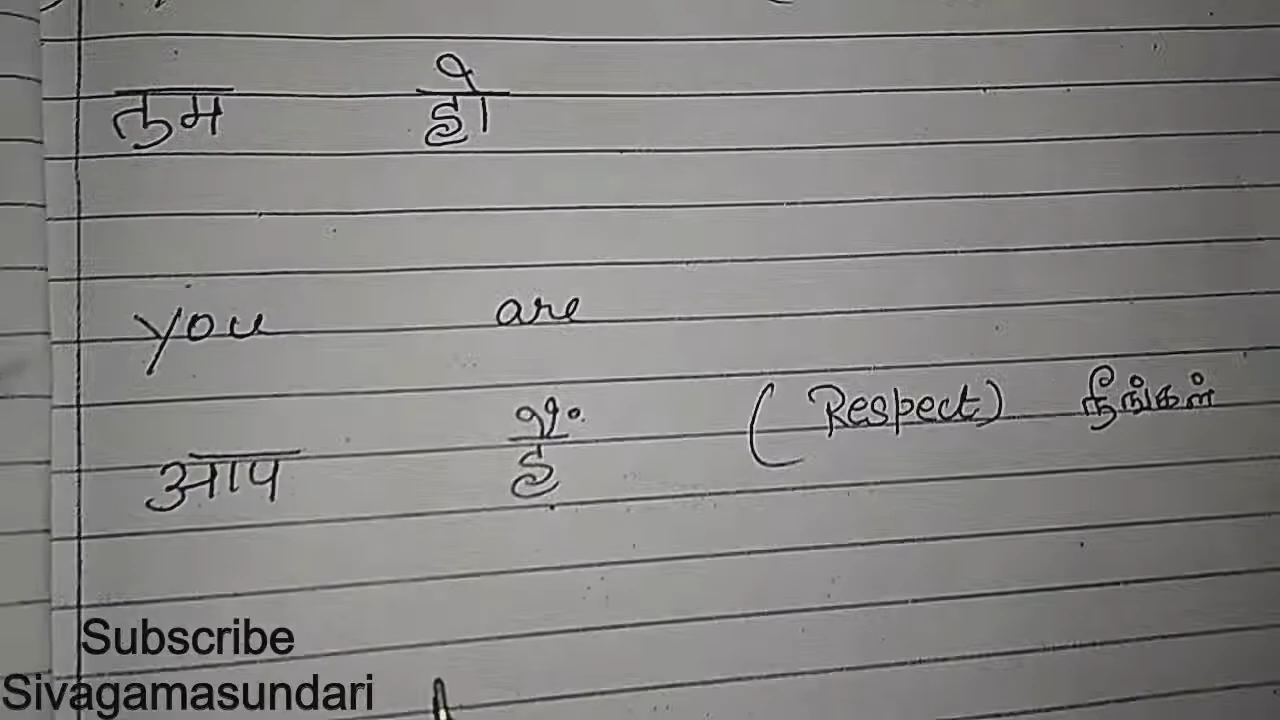 तुम हो
you are
आप हैं (Respect) நீங்கள்
Subscribe
Sivagamasundari